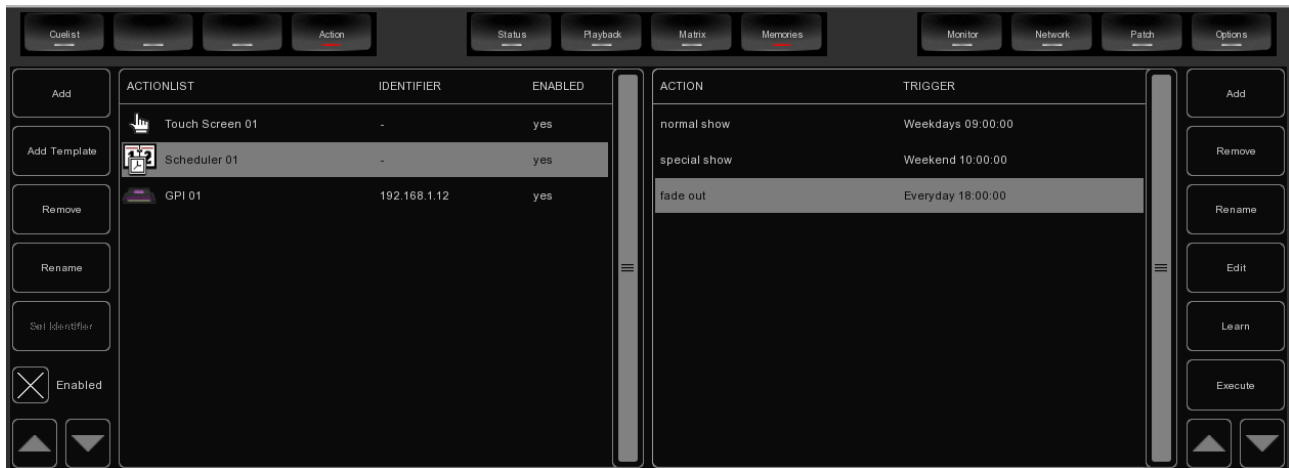 Cuelist Action Status Playback Matrix Memories Monitor Network Patch Options
Add
Add Template
Remove
Rename
Set Identifier
Enabled
ACTIONLIST IDENTIFIER ENABLED
Touch Screen 01 - yes
Scheduler 01 - yes
GPI 01 192.168.1.12 yes
ACTION TRIGGER
normal show Weekdays 09:00:00
special show Weekend 10:00:00
fade out Everyday 18:00:00
Add
Remove
Rename
Edit
Learn
Execute